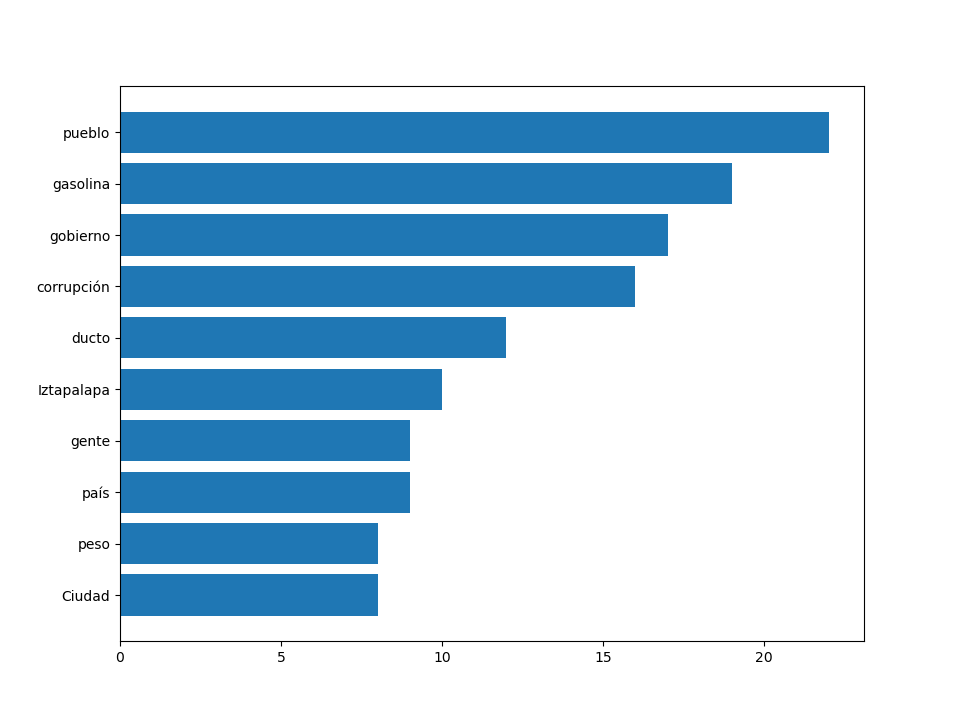 pueblo
gasolina
gobierno
corrupción
ducto
Iztapalapa
gente
país
peso
Ciudad
0 5 10 15 20